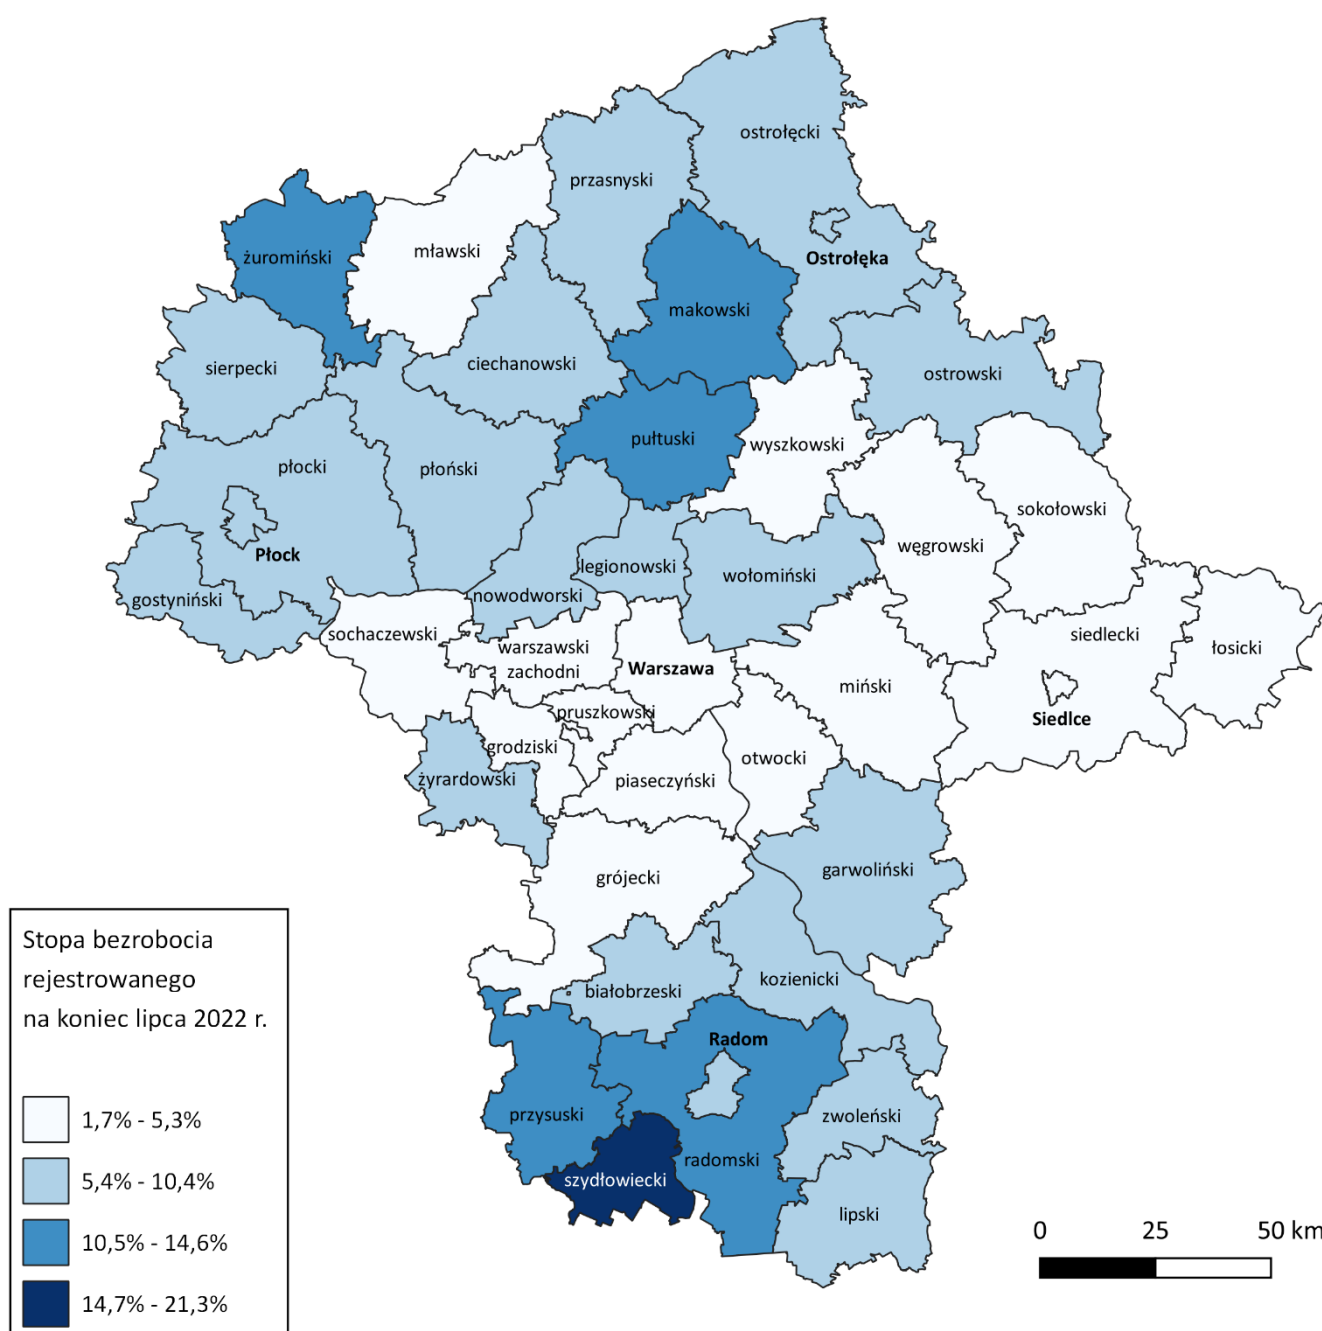 ostrołęcki
przasnyski
żuromiński
mławski
Ostrołęka
makowski
sierpecki
ciechanowski
ostrowski
pułtuski
wyszkowski
płocki
płoński
sokołowski
węgrowski
Płock
legionowski
wołomiński
gostyniński
nowodworski
sochaczewski
siedlecki
warszawski
zachodni
łosicki
Warszawa
miński
pruszkowski
Siedlce
grodziski
otwocki
żyrardowski
piaseczyński
grójecki
garwoliński
Stopa bezrobocia
rejestrowanego
na koniec lipca 2022 r.
1,7% - 5,3%
5,4% - 10,4%
10,5% - 14,6%
14,7% - 21,3%
kozienicki
białobrzeski
Radom
przysuski
zwoleński
radomski
szydłowiecki
lipski
0 25 50 km